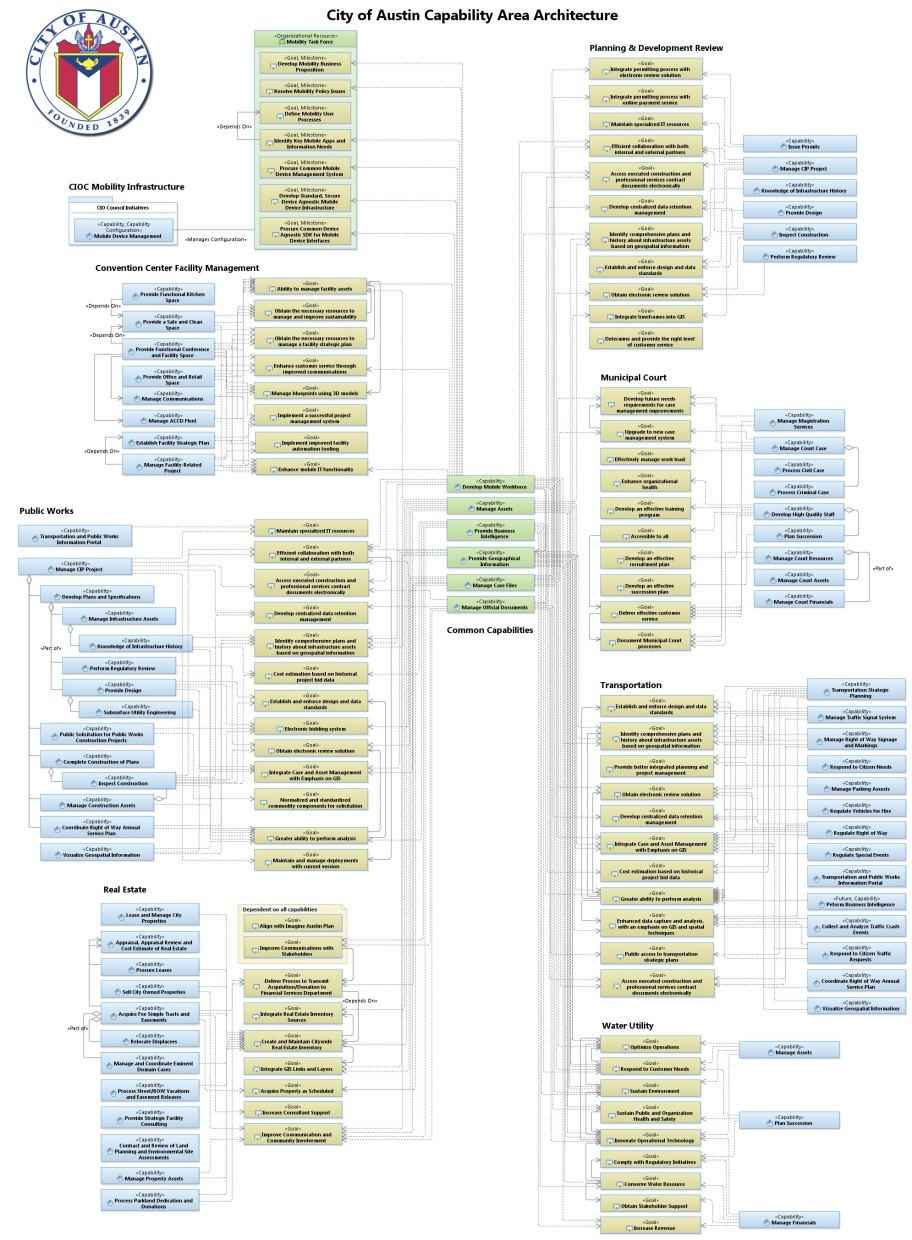 City of Austin Capability Area Architecture
CITY OF AUSTIN
FOUNDED 1839
«Organizational Resource»
Mobility Task Force
«Goal, Milestone»
Develop Mobility Business
Proposition
«Goal, Milestone»
Resolve Mobility Policy Issues
«Goal, Milestone»
Define Mobility User
Processes
«Depends On»
«Goal, Milestone»
Identify Key Mobile Apps and
Information Needs
«Goal, Milestone»
Procure Common Mobile
Device Management System
«Goal, Milestone»
Develop Standard, Secure
Device Agnostic Mobile
Device Infrastructure
«Goal, Milestone»
Procure Common Device
Agnostic SDK for Mobile
Device Interfaces
CIOC Mobility Infrastructure
CIO Council Initiatives
«Capability, Capability
Configuration»
Mobile Device Management
«Manages Configuration»
Planning & Development Review
«Goal»
Integrate permitting process with
electronic review solution
«Goal»
Integrate permitting process with
online payment service
«Goal»
Maintain specialized IT resources
«Goal»
Efficient collaboration with both
internal and external partners
«Goal»
Access executed construction and
professional services contract
documents electronically
«Goal»
Develop centralized data retention
management
«Goal»
Identify comprehensive plans and
history about infrastructure assets
based on geospatial information
«Goal»
Establish and enforce design and data
standards
«Goal»
Obtain electronic review solution
«Goal»
Integrate timeframes into GIS
«Goal»
Determine and provide the right level
of customer service
«Capability»
Issue Permits
«Capability»
Manage CIP Project
«Capability»
Knowledge of Infrastructure History
«Capability»
Provide Design
«Capability»
Inspect Construction
«Capability»
Perform Regulatory Review
Convention Center Facility Management
«Capability»
Provide Functional Kitchen
Space
«Depends On»
«Capability»
Provide a Safe and Clean
Space
«Depends On»
«Capability»
Provide Functional Conference
and Facility Space
«Capability»
Provide Office and Retail
Space
«Capability»
Manage Communications
«Capability»
Manage ACCD Fleet
«Capability»
Establish Facility Strategic Plan
«Depends On»
«Capability»
Manage Facility-Related
Project
«Goal»
Ability to manage facility assets
«Goal»
Obtain the necessary resources to
manage and improve sustainability
«Goal»
Obtain the necessary resources to
manage a facility strategic plan
«Goal»
Enhance customer service through
improved communications
«Goal»
Manage blueprints using 3D models
«Goal»
Implement a successful project
management system
«Goal»
Implement improved facility
automation tooling
«Goal»
Enhance mobile IT functionality
Municipal Court
«Goal»
Develop future needs
requirements for case
management improvements
«Goal»
Upgrade to new case
management system
«Goal»
Effectively manage work load
«Goal»
Enhance organizational
health
«Goal»
Develop an effective training
program
«Goal»
Accessible to all
«Goal»
Develop an effective
recruitment plan
«Goal»
Develop an effective
succession plan
«Goal»
Deliver effective customer
service
«Goal»
Document Municipal Court
processes
«Capability»
Manage Magistration
Services
«Capability»
Manage Court Case
«Capability»
Process Civil Case
«Capability»
Process Criminal Case
«Capability»
Develop High Quality Staff
«Capability»
Plan Succession
«Capability»
Manage Court Resources
«Part of»
«Capability»
Manage Court Assets
«Capability»
Manage Court Financials
«Capability»
Develop Mobile Workforce
«Capability»
Manage Assets
«Capability»
Provide Business
Intelligence
«Capability»
Provide Geographical
Information
«Capability»
Manage Case Files
«Capability»
Manage Official Documents
Common Capabilities
Public Works
«Capability»
Transportation and Public Works
Information Portal
«Capability»
Manage CIP Project
«Capability»
Develop Plans and Specifications
«Capability»
Manage Infrastructure Assets
«Capability»
Knowledge of Infrastructure History
«Part of»
«Capability»
Perform Regulatory Review
«Capability»
Provide Design
«Capability»
Subsurface Utility Engineering
«Capability»
Public Solicitation for Public Works
Construction Projects
«Capability»
Complete Construction of Plans
«Capability»
Inspect Construction
«Capability»
Manage Construction Assets
«Capability»
Coordinate Right of Way Annual
Service Plan
«Capability»
Vizualize Geospatial Information
«Goal»
Maintain specialized IT resources
«Goal»
Efficient collaboration with both
internal and external partners
«Goal»
Access executed construction and
professional services contract
documents electronically
«Goal»
Develop centralized data retention
management
«Goal»
Identify comprehensive plans and
history about infrastructure assets
based on geospatial information
«Goal»
Cost estimation based on historical
project bid data
«Goal»
Establish and enforce design and data
standards
«Goal»
Electronic bidding system
«Goal»
Obtain electronic review solution
«Goal»
Integrate Case and Asset Management
with Emphasis on GIS
«Goal»
Normalized and standardized
commodity components for solicitation
«Goal»
Greater ability to perform analysis
«Goal»
Maintain and manage deployments
with current version
Transportation
«Goal»
Establish and enforce design and data
standards
«Goal»
Identify comprehensive plans and
history about infrastructure assets
based on geospatial information
«Goal»
Provide better integrated planning and
project management
«Goal»
Obtain electronic review solution
«Goal»
Develop centralized data retention
management
«Goal»
Integrate Case and Asset Management
with Emphasis on GIS
«Goal»
Cost estimation based on historical
project bid data
«Goal»
Greater ability to perform analysis
«Goal»
Enhanced data capture and analysis,
with an emphasis on GIS and spatial
techniques
«Goal»
Public access to transportation
strategic plans
«Goal»
Access executed construction and
professional services contract
documents electronically
«Capability»
Transportation Strategic
Planning
«Capability»
Manage Traffic Signal System
«Capability»
Manage Right of Way Signage
and Markings
«Capability»
Respond to Citizen Needs
«Capability»
Manage Parking Assests
«Capability»
Regulate Vehicles for Hire
«Capability»
Regulate Right of Way
«Capability»
Regulate Special Events
«Capability»
Transportation and Public Works
Information Portal
«Future, Capability»
Peform Business Intelligence
«Capability»
Collect and Analyze Traffic Crash
Events
«Capability»
Respond to Citizen Traffic
Requests
«Capability»
Coordinate Right of Way Annual
Service Plan
«Capability»
Vizualize Geospatial Information
Real Estate
«Capability»
Lease and Manage City
Properties
«Capability»
Appraisal, Appraisal Review and
Cost Estimate of Real Estate
«Capability»
Procure Leases
«Capability»
Sell City Owned Properties
«Capability»
Acquire Fee Simple Tracts and
Easements
«Part of»
«Capability»
Relocate Displacees
«Capability»
Manage and Coordinate Eminent
Domain Cases
«Capability»
Process Street/ROW Vacations
and Easement Releases
«Capability»
Provide Strategic Facility
Consulting
«Capability»
Contract and Review of Land
Planning and Environmental Site
Assessments
«Capability»
Manage Property Assets
«Capability»
Process Parkland Dedication and
Donations
Dependent on all capabilities
«Goal»
Align with Imagine Austin Plan
«Goal»
Improve Communications with
Stakeholders
«Goal»
Deliver Process to Transmit
Acquisition/Donation to
Financial Services Department
«Depends On»
«Goal»
Integrate Real Estate Inventory
Sources
«Goal»
Create and Maintain Citywide
Real Estate Inventory
«Goal»
Integrate GIS Links and Layers
«Goal»
Acquire Property as Scheduled
«Goal»
Increase Consultant Support
«Goal»
Improve Communication and
Community Involvement
Water Utility
«Goal»
Optimize Operations
«Goal»
Respond to Customer Needs
«Goal»
Sustain Environment
«Goal»
Sustain Public and Organization
Health and Safety
«Goal»
Innovate Operational Technology
«Goal»
Comply with Regulatory Initiatives
«Goal»
Conserve Water Resource
«Goal»
Obtain Stakeholder Support
«Goal»
Increase Revenue
«Capability»
Manage Assets
«Capability»
Plan Succession
«Capability»
Manage Financials